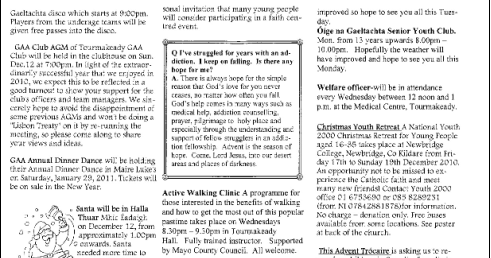 Gaeltachta disco which starts at 9:00pm.
Players from the underage teams will be
given free passes into the disco.
GAA Club AGM of Tourmakeady GAA
Club will be held in the clubhouse on Sun.
Dec.12 at 7:00pm. In light of the extraor-
dinarily successful year that we enjoyed in
2010, we expect this to be reflected in a
good turnout to show your support for the
clubs officers and team managers. We sin-
cerely hope to avoid the disappointment of
some previous AGMs and won't be doing a
"Lisbon Treaty" on it by re-running the
meeting, so please come along to share
your views and ideas.
GAA Annual Dinner Dance will be holding
their Annual Dinner Dance in Maire Luke's
on Saturday, January 29, 2011. Tickets will
be on sale in the New Year.
Santa will be in Halla
Thuar Mhic Éadaigh
on December 12, from
approximately 1.00pm
onwards. Santa
needed more time to
sonal invitation that many young people
will consider participating in a faith cen-
tred event.
Q I've struggled for years with an ad-
diction. I keep on falling. Is there any
hope for me?
A. There is always hope for the simple
reason that God's love for you never
ceases, no matter how often you fall.
God's help comes in many ways such as
medical help, addiction counselling,
prayer, pilgrimage to holy place and
especially through the understanding and
support of fellow strugglers in an addic-
tion fellowship. Advent is the season of
hope. Come, Lord Jesus, into our desert
areas and places of darkness.
Active Walking Clinic A programme for
those interested in the benefits of walking
and how to get the most out of this popular
pastime takes place on Wednesdays
8.30pm – 9.30pm in Tourmakeady
Hall. Fully trained instructor. Supported
by Mayo County Council. All welcome.
improved so hope to see you all this Tues-
day.
Óige na Gaeltachta Senior Youth Club.
Mon. from 13 years upwards 8.00pm –
10.00pm. Hopefully the weather will
have improved and hope to see you all this
Monday.
Welfare officer-will be in attendance
every Wednesday between 12 noon and 1
p.m. at the Medical Centre, Tourmakeady.
Christmas Youth Retreat A National Youth
2000 Christmas Retreat for Young People
aged 16-35 takes place at Newbridge
College, Newbridge, Co Kildare from Fri-
day 17th to Sunday 19th December 2010.
An opportunity not to be missed to ex-
perience the Catholic faith and meet
many new friends! Contact Youth 2000
office 01 6753690 or 085 8289231
(from NI 07842881878)for information.
No charge – donation only. Free buses
available from some locations. See poster
at back of the church.
This Advent Trócaire is asking us to re-